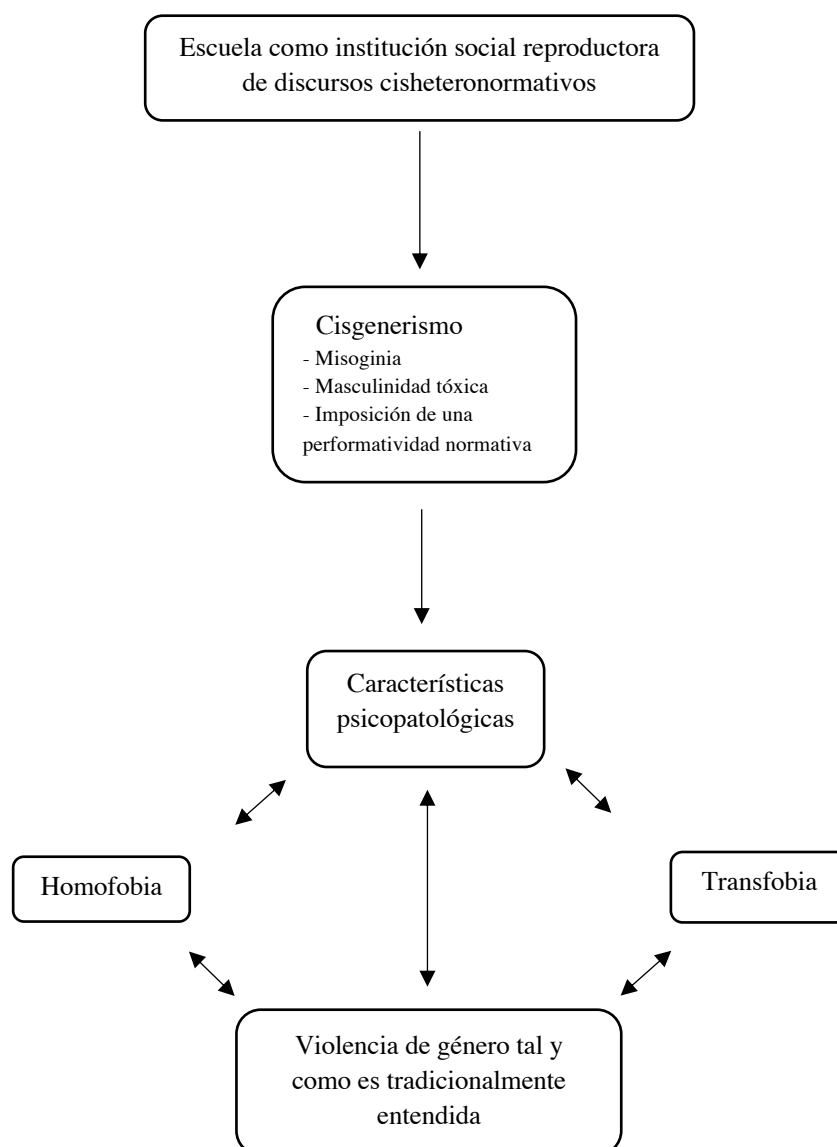 Escuela como institución social reproductora
de discursos cisheteronormativos
Cisgenerismo
- Misoginia
- Masculinidad tóxica
- Imposición de una
performatividad normativa
Características
psicopatológicas
Homofobia
Transfobia
Violencia de género tal y
como es tradicionalmente
entendida